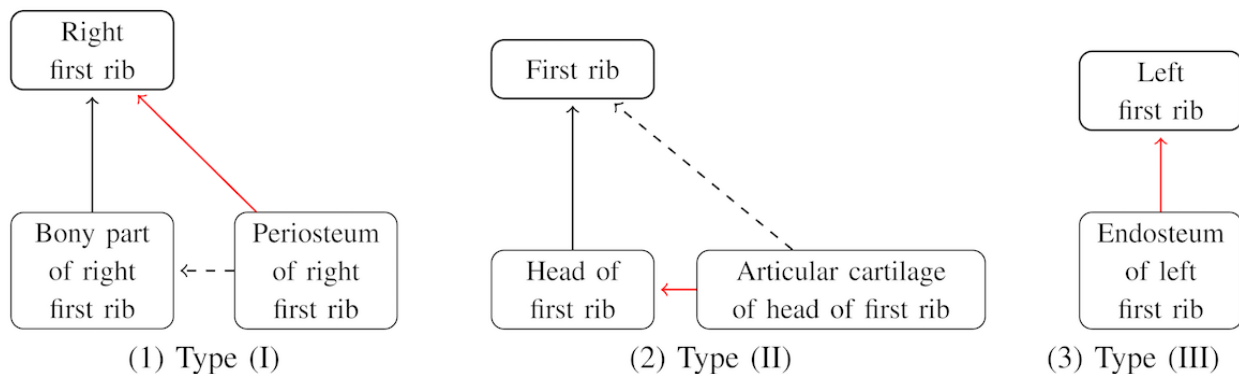 Right
first rib
Bony part
of right
first rib
Periosteum
of right
first rib
(1) Type (I)
First rib
Head of
first rib
Articular cartilage
of head of first rib
(2) Type (II)
Left
first rib
Endosteum
of left
first rib
(3) Type (III)